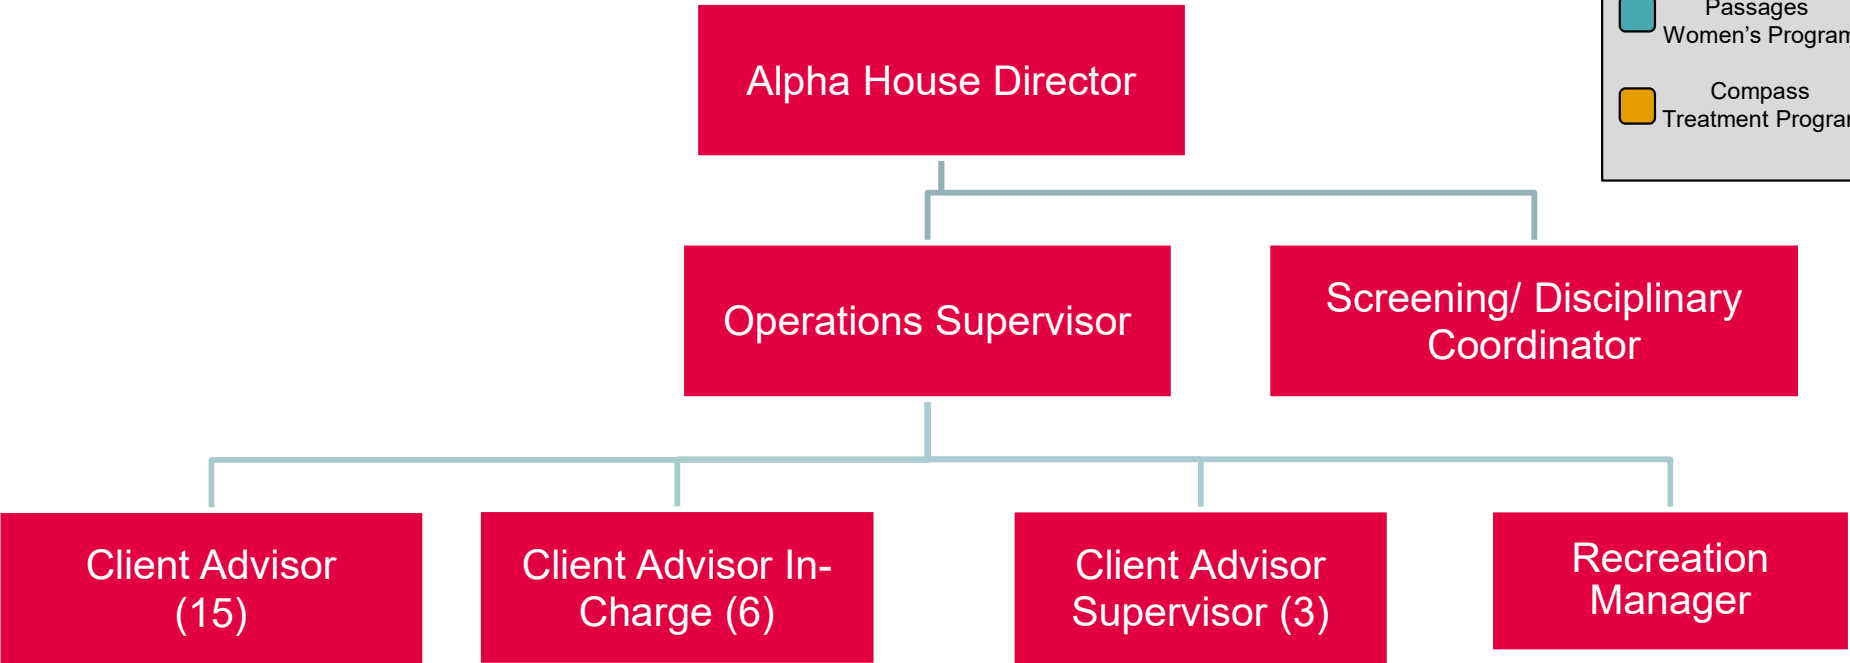 Passages
Women's Program
Compass
Treatment Program
Alpha House Director
Operations Supervisor
Screening/ Disciplinary
Coordinator
Client Advisor
(15)
Client Advisor In-
Charge (6)
Client Advisor
Supervisor (3)
Recreation
Manager